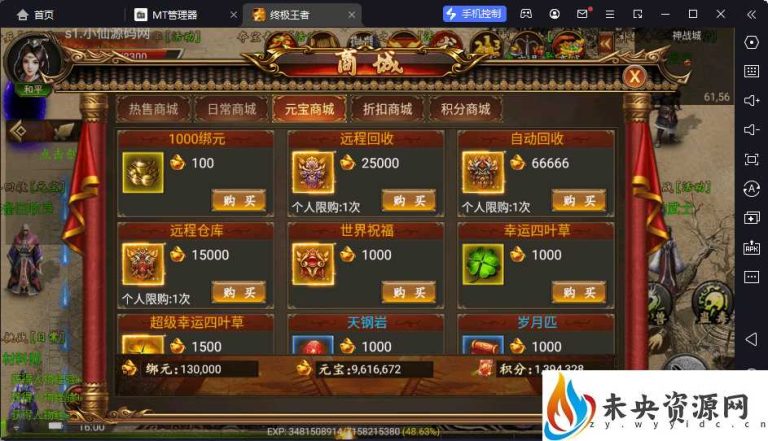 首页
MT管理器
终极王者
手机控制
s1.小仙源码网
商城
神战城
61,56
和平
热售商城
日常商城
元宝商城
折扣商城
积分商城
1000绑元
远程回收
自动回收
100
25000
66666
购买
个人限购:1次
购买
个人限购:1次
购买
远程仓库
世界祝福
幸运四叶草
15000
1000
1000
个人限购:1次
购买
购买
购买
超级幸运四叶草
天钢岩
岁月匹
1500
1000
1000
绑元:130,000
元宝:9,616,672
积分:1,394,328
16:00
EXP: 3481508914/7158215380 (48.63%)
APK
未央资源网
zy.wyyidc.cn